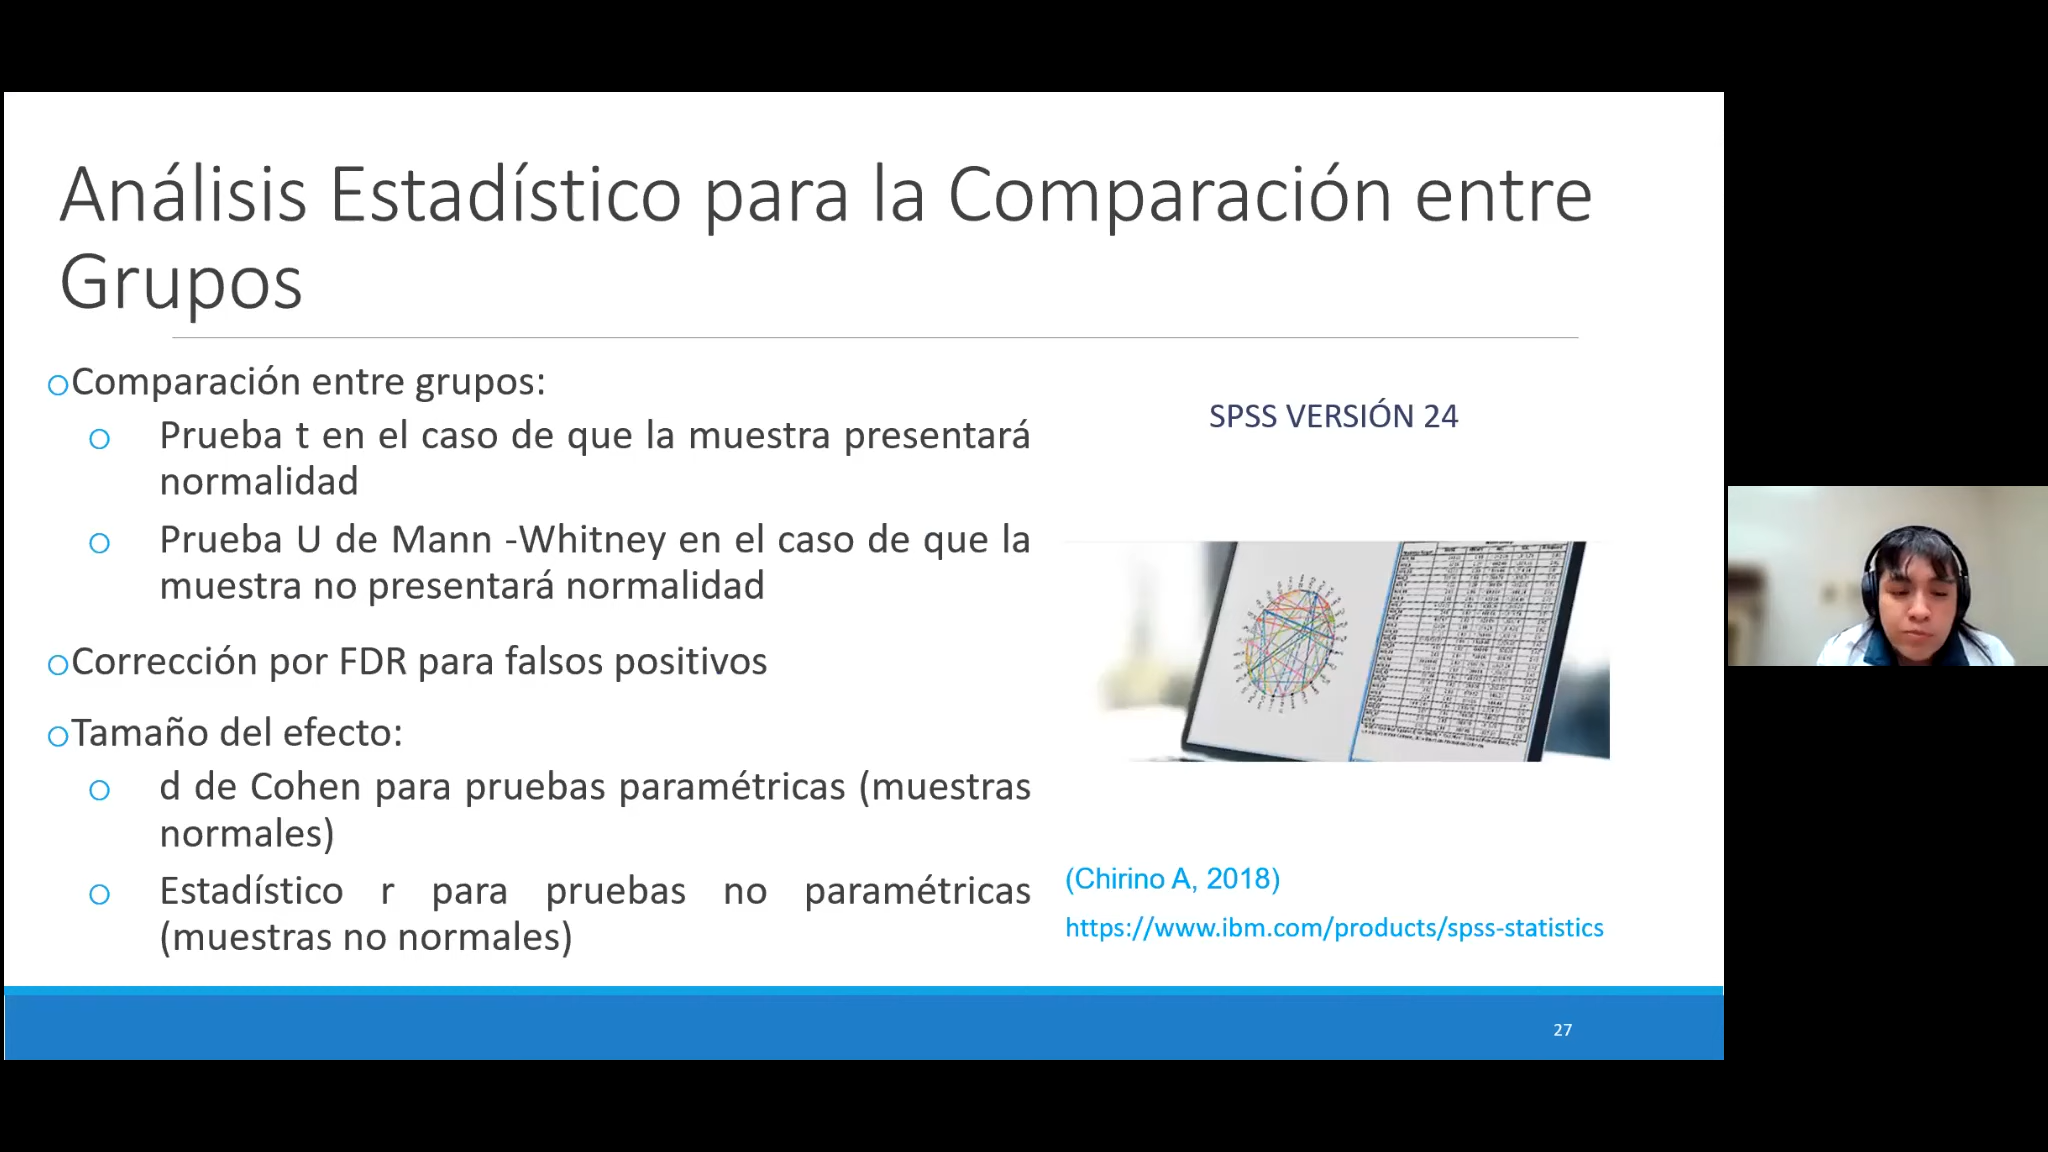 Análisis Estadístico para la Comparación entre
Grupos
Comparación entre grupos:
Prueba t en el caso de que la muestra presentará
normalidad
Prueba U de Mann -Whitney en el caso de que la
muestra no presentará normalidad
Corrección por FDR para falsos positivos
Tamaño del efecto:
d de Cohen para pruebas paramétricas (muestras
normales)
Estadístico r para pruebas no paramétricas
(muestras no normales)
SPSS VERSIÓN 24
(Chirino A, 2018)
https://www.ibm.com/products/spss-statistics
27